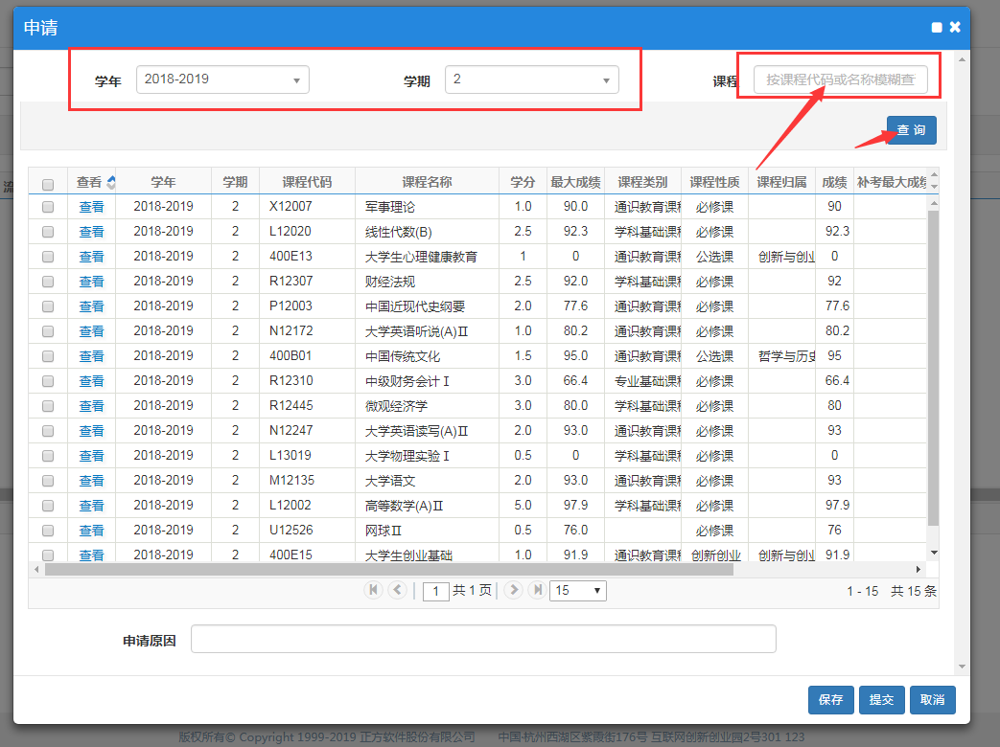 申请
学年 2018-2019 学期 2 课程 按课程代码或名称模糊查
查 询
流
查看 学年 学期 课程代码 课程名称 学分 最大成绩 课程类别 课程性质 课程归属 成绩 补考最大成绩
查看 2018-2019 2 X12007 军事理论 1.0 90.0 通识教育课程 必修课 90
查看 2018-2019 2 L12020 线性代数(B) 2.5 92.3 学科基础课程 必修课 92.3
查看 2018-2019 2 400E13 大学生心理健康教育 1 0 通识教育课程 公选课 创新与创业 0
查看 2018-2019 2 R12307 财经法规 2.5 92.0 学科基础课程 必修课 92
查看 2018-2019 2 P12003 中国近现代史纲要 2.0 77.6 通识教育课程 必修课 77.6
查看 2018-2019 2 N12172 大学英语听说(A)Ⅱ 1.0 80.2 通识教育课程 必修课 80.2
查看 2018-2019 2 400B01 中国传统文化 1.5 95.0 通识教育课程 公选课 哲学与历史 95
查看 2018-2019 2 R12310 中级财务会计Ⅰ 3.0 66.4 专业基础课程 必修课 66.4
查看 2018-2019 2 R12445 微观经济学 3.0 80.0 学科基础课程 必修课 80
查看 2018-2019 2 N12247 大学英语读写(A)Ⅱ 2.0 93.0 通识教育课程 必修课 93
查看 2018-2019 2 L13019 大学物理实验Ⅰ 0.5 0 学科基础课程 必修课 0
查看 2018-2019 2 M12135 大学语文 2.0 93.0 通识教育课程 必修课 93
查看 2018-2019 2 L12002 高等数学(A)Ⅱ 5.0 97.9 学科基础课程 必修课 97.9
查看 2018-2019 2 U12526 网球Ⅱ 0.5 76.0 必修课 76
查看 2018-2019 2 400E15 大学生创业基础 1.0 91.9 通识教育课程 创新创业 创新与创业 91.9
1 共 1 页 15 1 - 15 共 15 条
申请原因
保存 提交 取消
版权所有© Copyright 1999-2019 正方软件股份有限公司 中国·杭州西湖区紫霞街176号 互联网创新创业园2号301 123